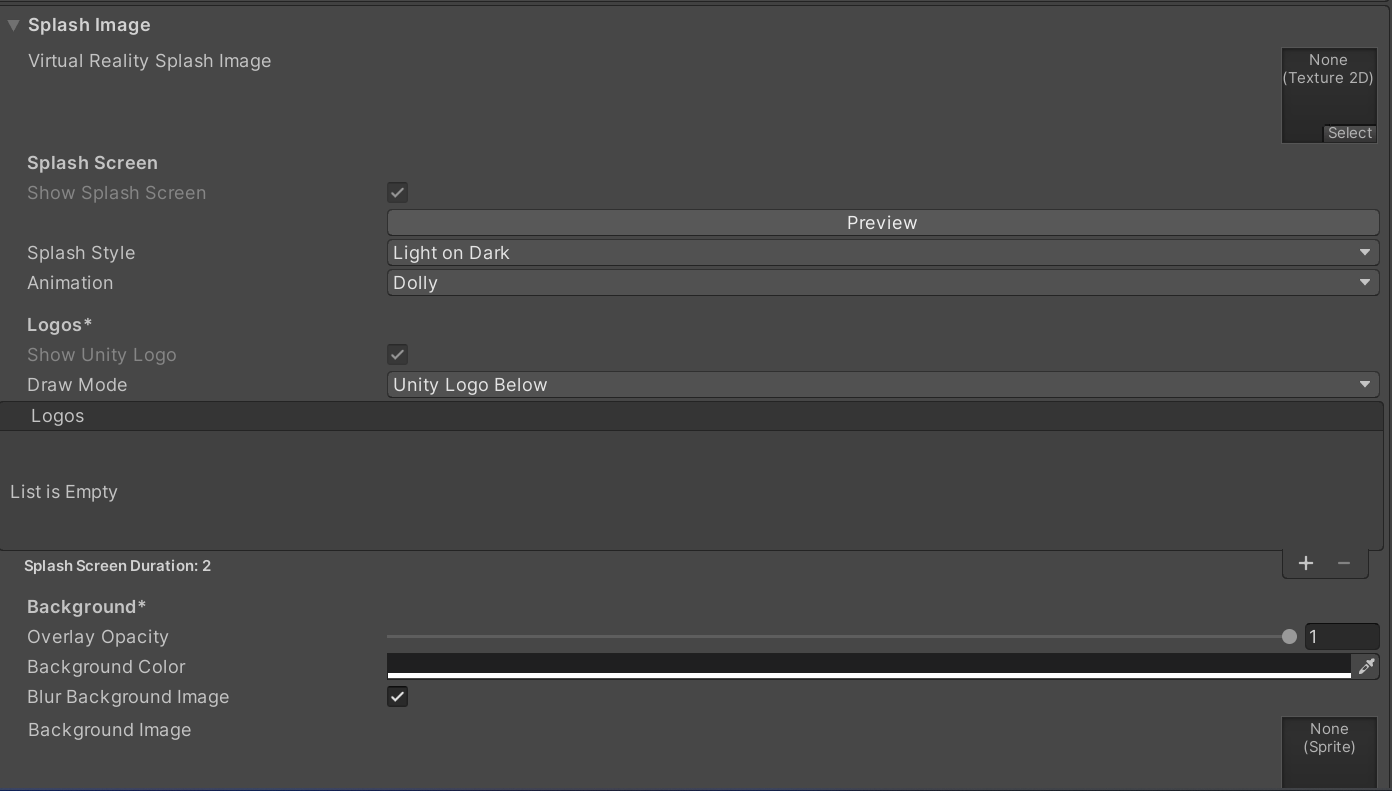 Splash Image
Virtual Reality Splash Image
None
(Texture 2D)
Select
Splash Screen
Show Splash Screen
Preview
Splash Style
Light on Dark
Animation
Dolly
Logos*
Show Unity Logo
Draw Mode
Unity Logo Below
Logos
List is Empty
Splash Screen Duration: 2
Background*
Overlay Opacity
1
Background Color
Blur Background Image
Background Image
None
(Sprite)